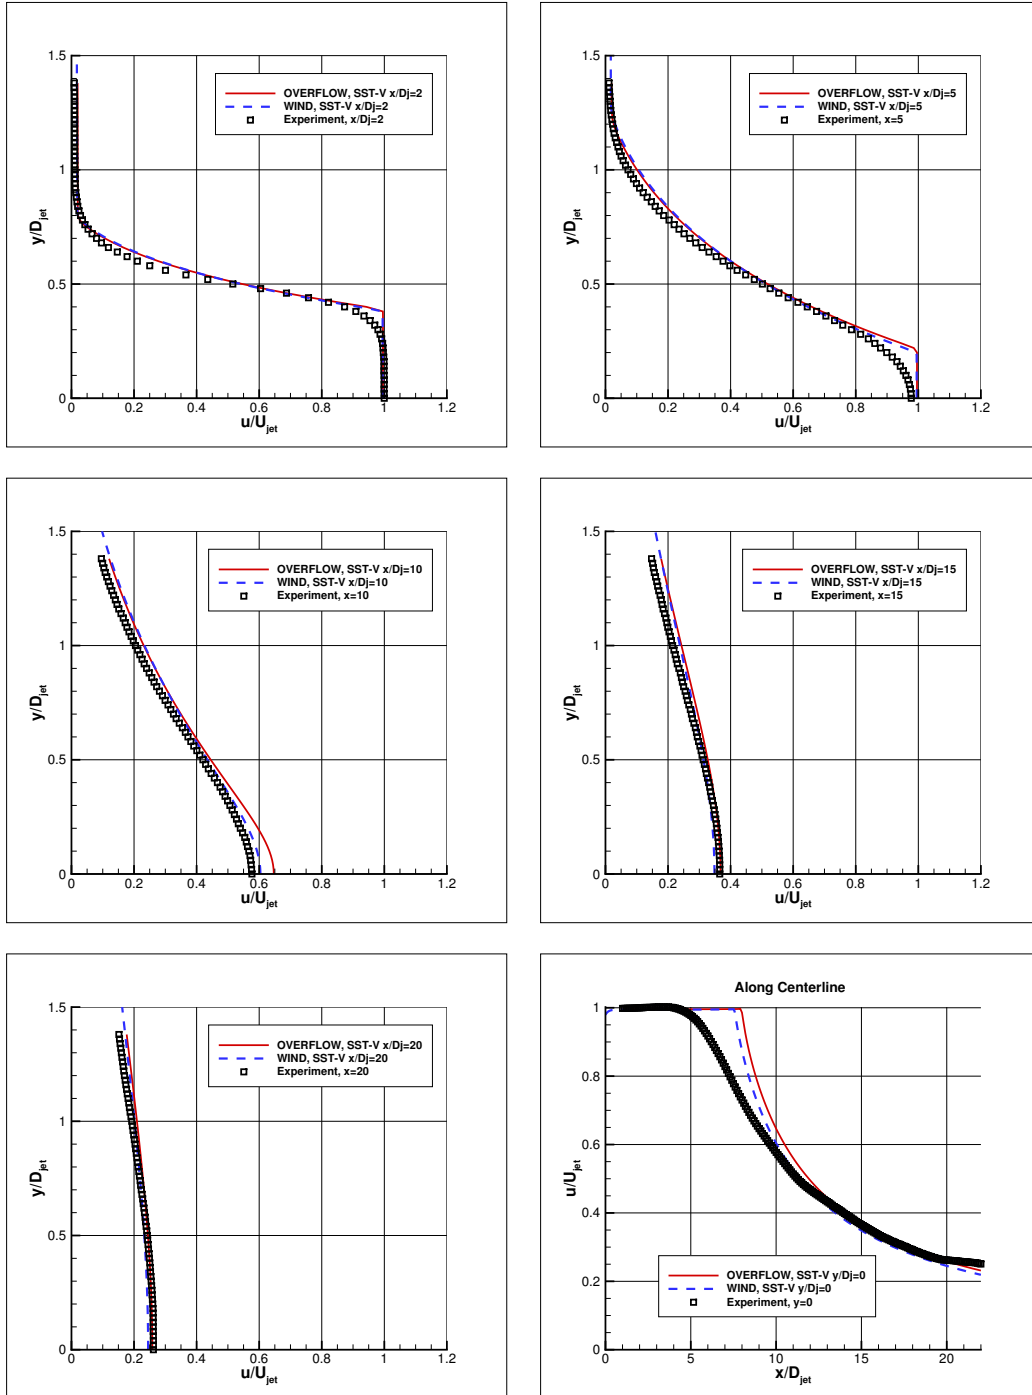 1.5
OVERFLOW, SST-V x/Dj=2
WIND, SST-V x/Dj=2
Experiment, x/Dj=2
1
y/Djet
0.5
0
0 0.2 0.4 0.6 0.8 1 1.2
u/Ujet
1.5
OVERFLOW, SST-V x/Dj=5
WIND, SST-V x/Dj=5
Experiment, x=5
1
y/Djet
0.5
0
0 0.2 0.4 0.6 0.8 1 1.2
u/Ujet
1.5
OVERFLOW, SST-V x/Dj=10
WIND, SST-V x/Dj=10
Experiment, x=10
1
y/Djet
0.5
0
0 0.2 0.4 0.6 0.8 1 1.2
u/Ujet
1.5
OVERFLOW, SST-V x/Dj=15
WIND, SST-V x/Dj=15
Experiment, x=15
1
y/Djet
0.5
0
0 0.2 0.4 0.6 0.8 1 1.2
u/Ujet
1.5
OVERFLOW, SST-V x/Dj=20
WIND, SST-V x/Dj=20
Experiment, x=20
1
y/Djet
0.5
0
0 0.2 0.4 0.6 0.8 1 1.2
u/Ujet
Along Centerline
1
0.8
0.6
u/Ujet
0.4
0.2
0
OVERFLOW, SST-V y/Dj=0
WIND, SST-V y/Dj=0
Experiment, y=0
0 5 10 15 20
x/Djet